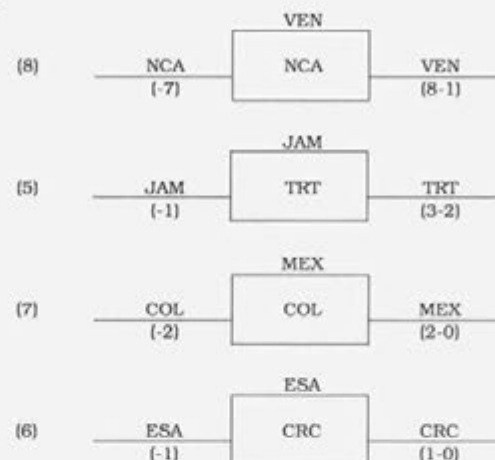 VEN
(8) NCA NCA VEN
(-7) (8-1)
JAM
(5) JAM TRT TRT
(-1) (3-2)
MEX
(7) COL COL MEX
(-2) (2-0)
ESA
(6) ESA CRC CRC
(-1) (1-0)